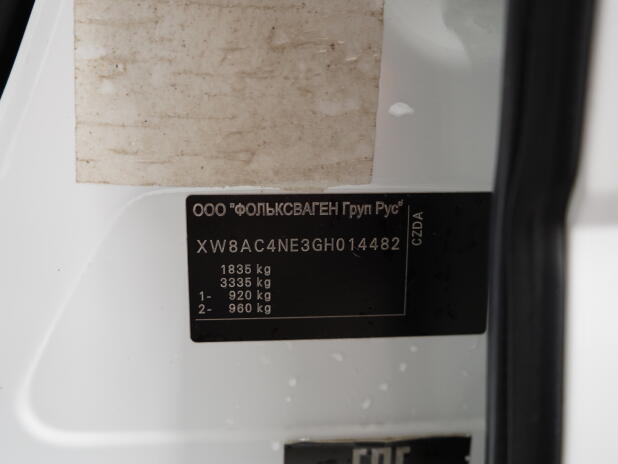 ООО "ФОЛЬКСВАГЕН Груп Рус"
XW8AC4NE3GH014482
1835 kg
3335 kg
1- 920 kg
2- 960 kg
CZDA